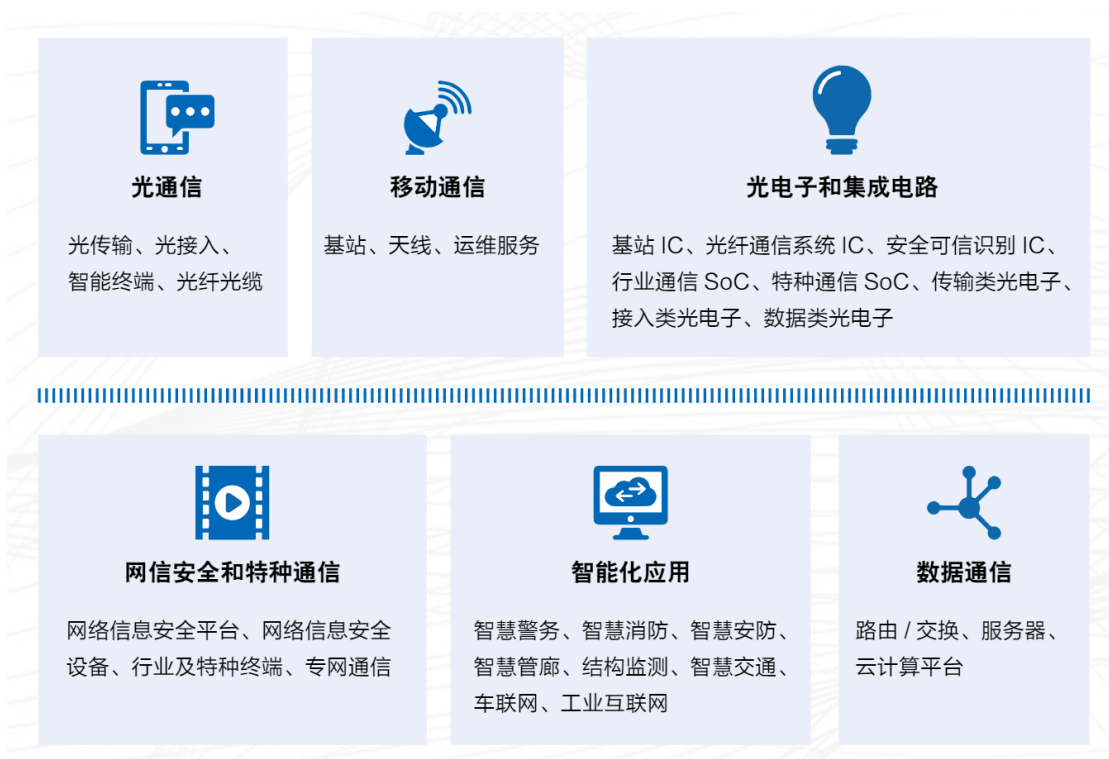 光通信
光传输、光接入、
智能终端、光纤光缆
移动通信
基站、天线、运维服务
光电子和集成电路
基站 IC、光纤通信系统 IC、安全可信识别 IC、
行业通信 SoC、特种通信 SoC、传输类光电子、
接入类光电子、数据类光电子
网信安全和特种通信
网络信息安全平台、网络信息安全
设备、行业及特种终端、专网通信
智能化应用
智慧警务、智慧消防、智慧安防、
智慧管廊、结构监测、智慧交通、
车联网、工业互联网
数据通信
路由 / 交换、服务器、
云计算平台